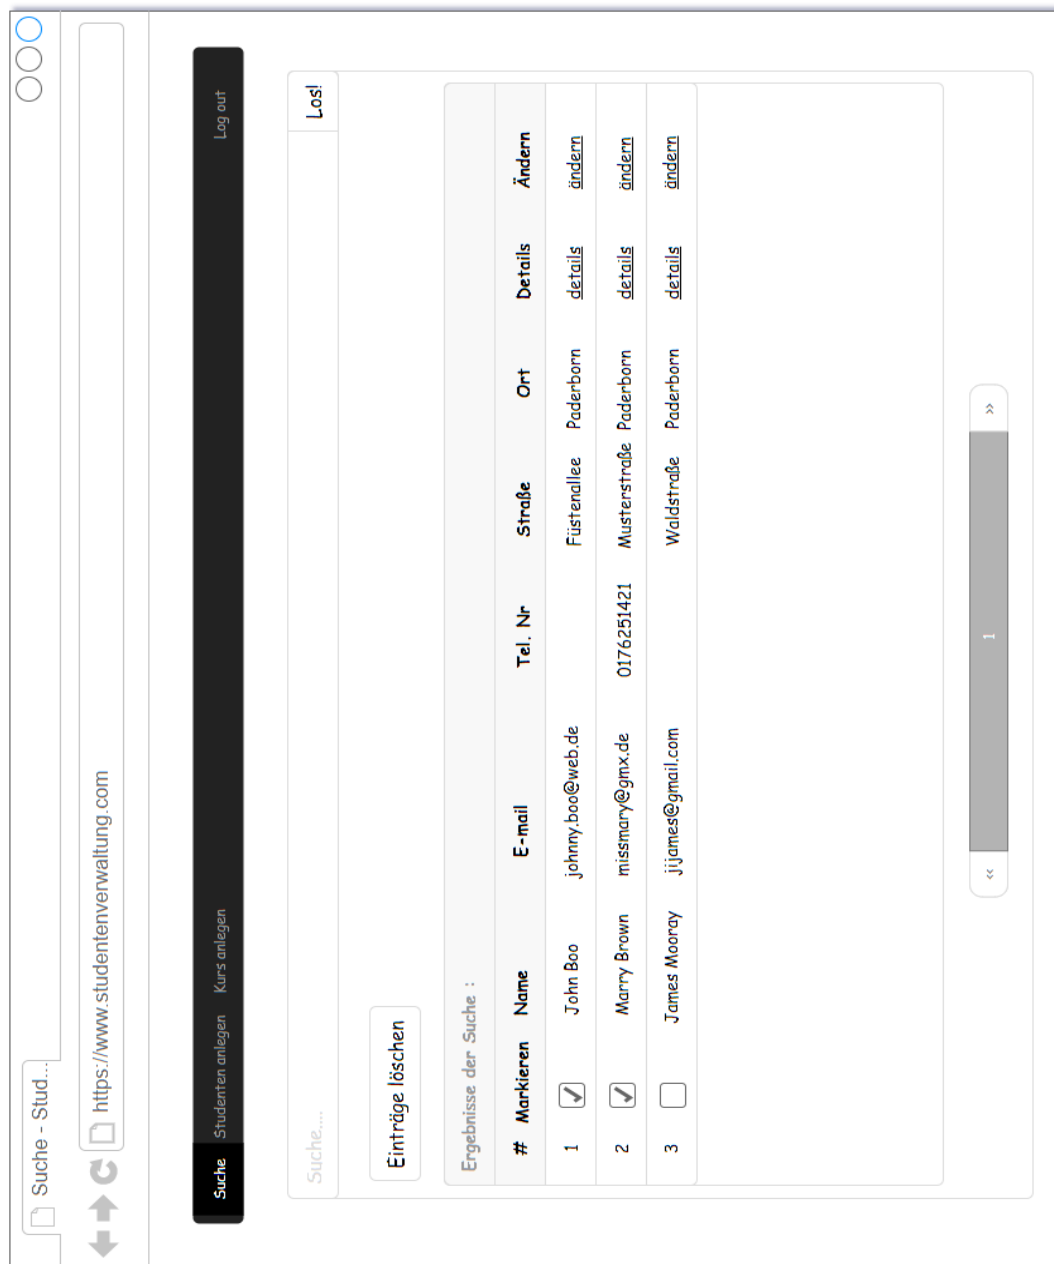 Suche - Stud...
https://www.studentenverwaltung.com
Suche Studenten anlegen Kurs anlegen Log out
Suche.... Los!
Einträge löschen
Ergebnisse der Suche :
# Markieren Name E-mail Tel. Nr Straße Ort Details Ändern
1 John Boo johnny.boo@web.de Füstenallee Paderborn details ändern
2 Marry Brown missmary@gmx.de 0176251421 Musterstraße Paderborn details ändern
3 James Mooray jijames@gmail.com Waldstraße Paderborn details ändern
« 1 »